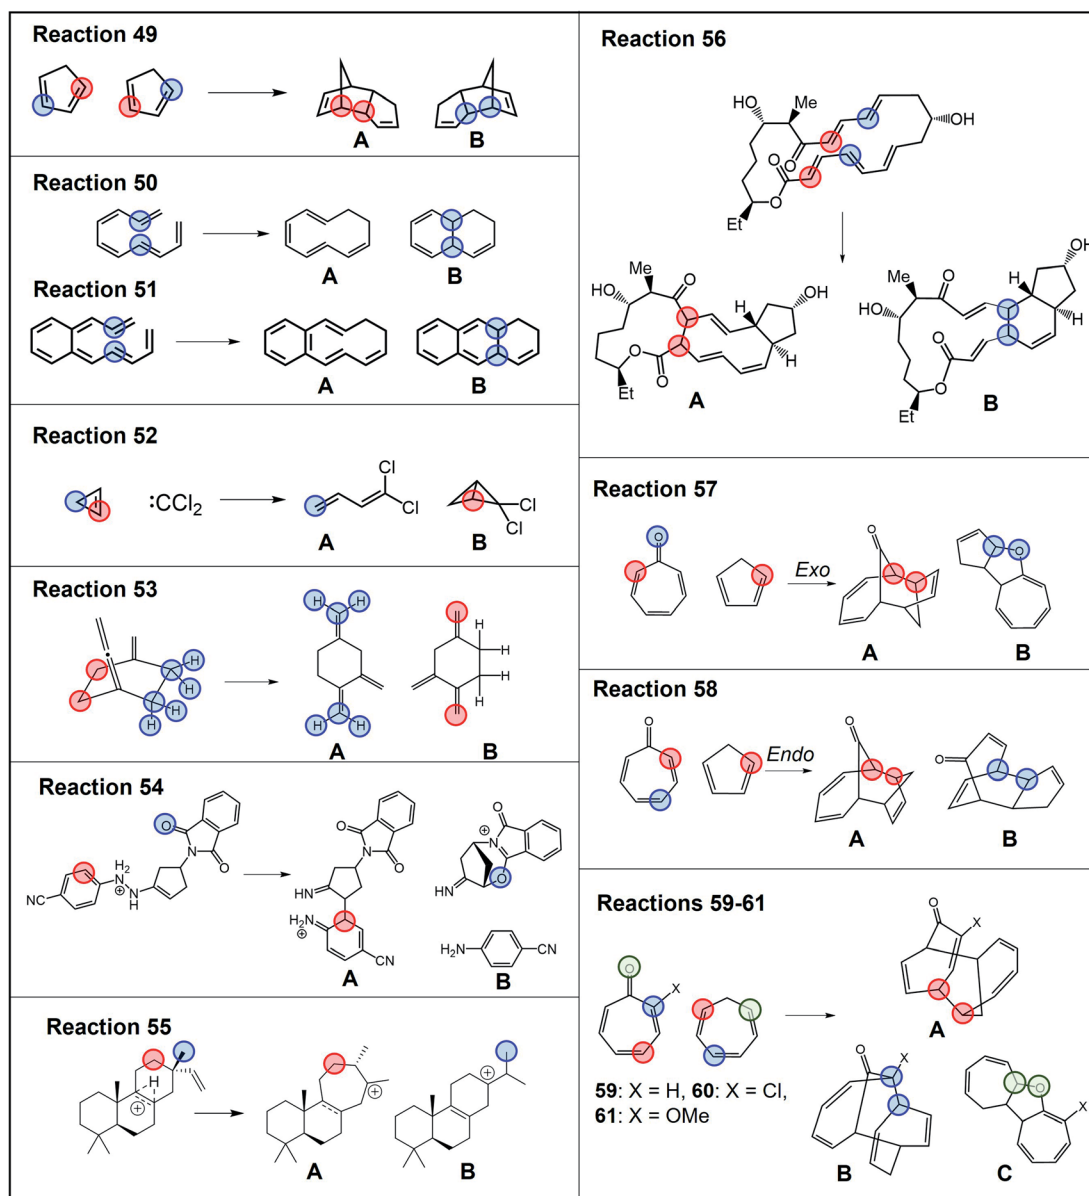 Reaction 49
A
B
Reaction 50
A
B
Reaction 51
A
B
Reaction 52
:CCl2
Cl
Cl
A
Cl
Cl
B
Reaction 53
H
H
H
H
H
H
H
H
A
H
H
H
H
B
Reaction 54
O
N
O
NH2
+
N
H
NC
O
N
O
HN
H2N
+
CN
A
O
+
N
O
HN
H2N
CN
B
Reaction 55
H
+
+
A
+
B
Reaction 56
HO
Me
OH
O
O
O
Et
Me
O
HO
H
OH
O
H
O
Et
A
OH
Me
O
H
HO
H
O
O
Et
B
Reaction 57
O
Exo
O
A
O
B
Reaction 58
O
Endo
O
A
O
B
Reactions 59-61
O
X
59: X = H, 60: X = Cl,
61: X = OMe
O
X
A
O
X
B
O
X
C